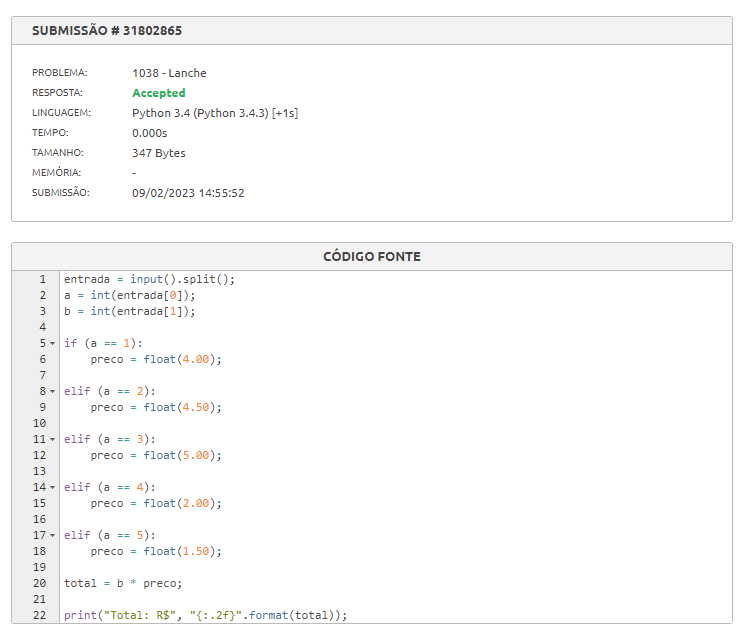 SUBMISSÃO # 31802865
PROBLEMA: 1038 - Lanche
RESPOSTA: Accepted
LINGUAGEM: Python 3.4 (Python 3.4.3) [+1s]
TEMPO: 0.000s
TAMANHO: 347 Bytes
MEMÓRIA: -
SUBMISSÃO: 09/02/2023 14:55:52
CÓDIGO FONTE
1 entrada = input().split();
2 a = int(entrada[0]);
3 b = int(entrada[1]);
4
5 if (a == 1):
6     preco = float(4.00);
7
8 elif (a == 2):
9     preco = float(4.50);
10
11 elif (a == 3):
12     preco = float(5.00);
13
14 elif (a == 4):
15     preco = float(2.00);
16
17 elif (a == 5):
18     preco = float(1.50);
19
20 total = b * preco;
21
22 print("Total: R$", "{:.2f}".format(total));